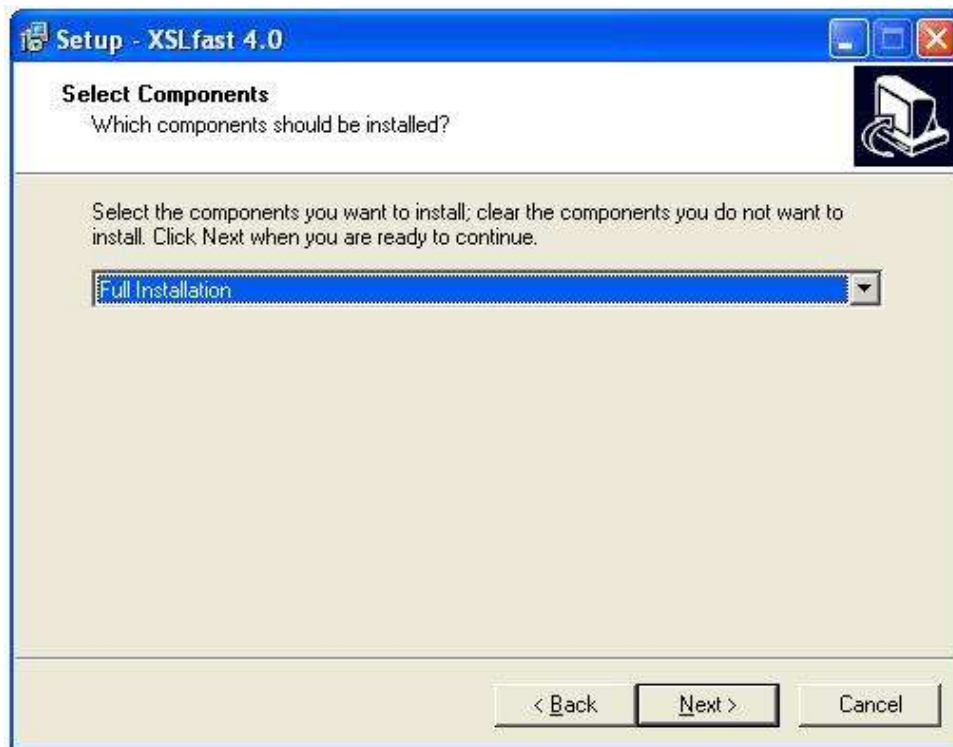 Setup - XSLfast 4.0
Select Components
Which components should be installed?
Select the components you want to install; clear the components you do not want to
install. Click Next when you are ready to continue.
Full Installation
< Back
Next >
Cancel